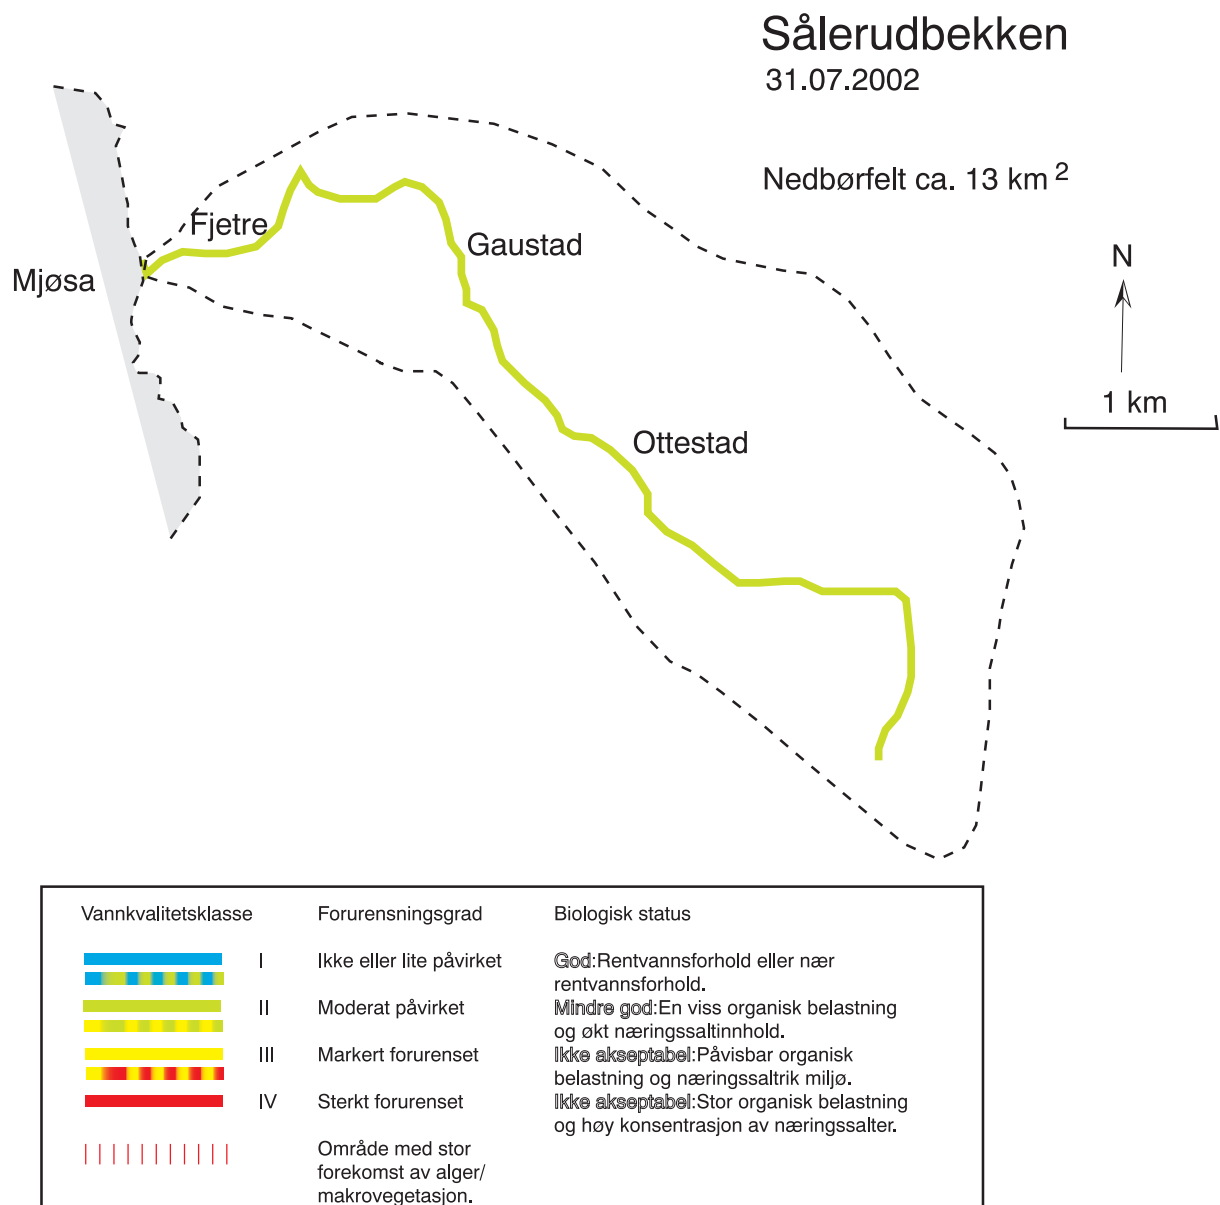 Sålerudbekken
31.07.2002
Nedbørfelt ca. 13 km 2
Fjetre
Gaustad
Mjøsa
N
1 km
Ottestad
Vannkvalitetsklasse Forurensningsgrad Biologisk status
I Ikke eller lite påvirket God:Rentvannsforhold eller nær
rentvannsforhold.
II Moderat påvirket Mindre god:En viss organisk belastning
og økt næringssaltinnhold.
III Markert forurenset Ikke akseptabel:Påvisbar organisk
belastning og næringssaltrik miljø.
IV Sterkt forurenset Ikke akseptabel:Stor organisk belastning
og høy konsentrasjon av næringssalter.
Område med stor
forekomst av alger/
makrovegetasjon.